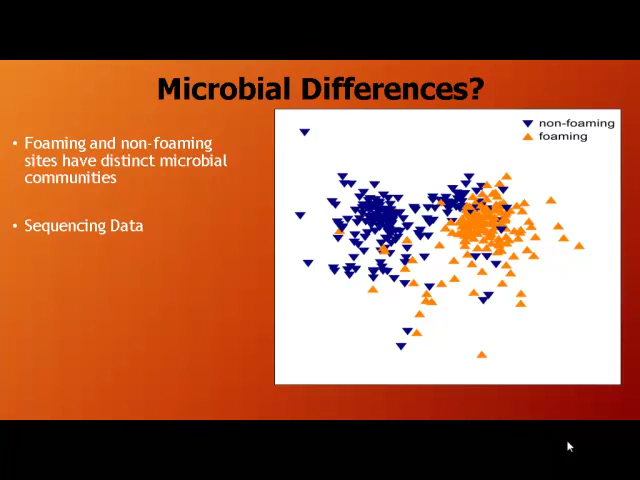 Microbial Differences?
• Foaming and non-foaming
sites have distinct microbial
communities
• Sequencing Data
non-foaming
foaming